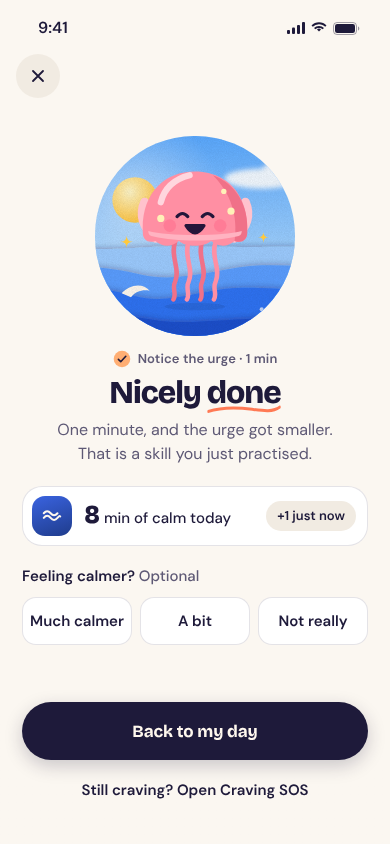 9:41
Notice the urge · 1 min
Nicely done
One minute, and the urge got smaller.
That is a skill you just practised.
8 min of calm today
+1 just now
Feeling calmer? Optional
Much calmer
A bit
Not really
Back to my day
Still craving? Open Craving SOS